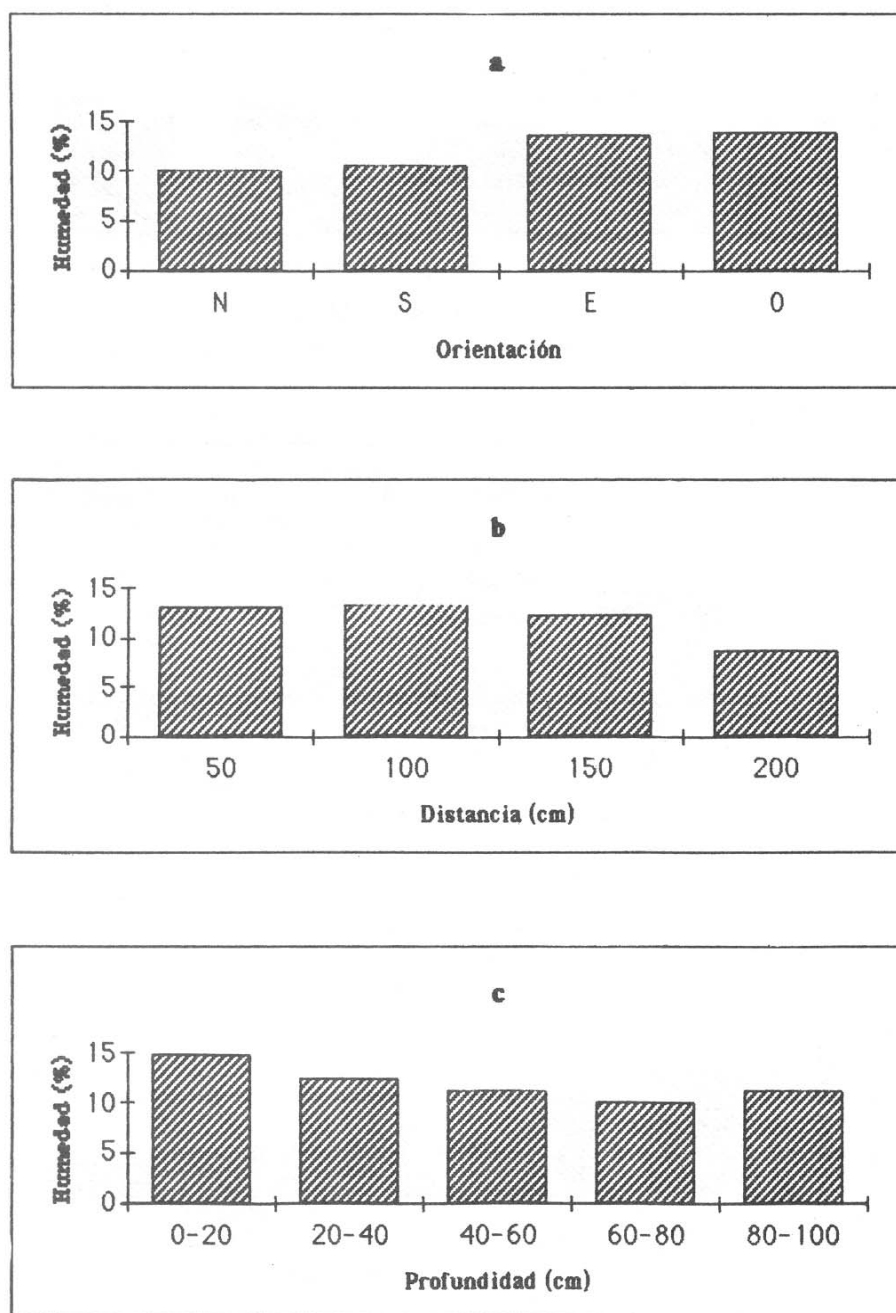 a
Humedad (%)
15
10
5
0
N S E O
Orientación
b
Humedad (%)
15
10
5
0
50 100 150 200
Distancia (cm)
c
Humedad (%)
15
10
5
0
0-20 20-40 40-60 60-80 80-100
Profundidad (cm)